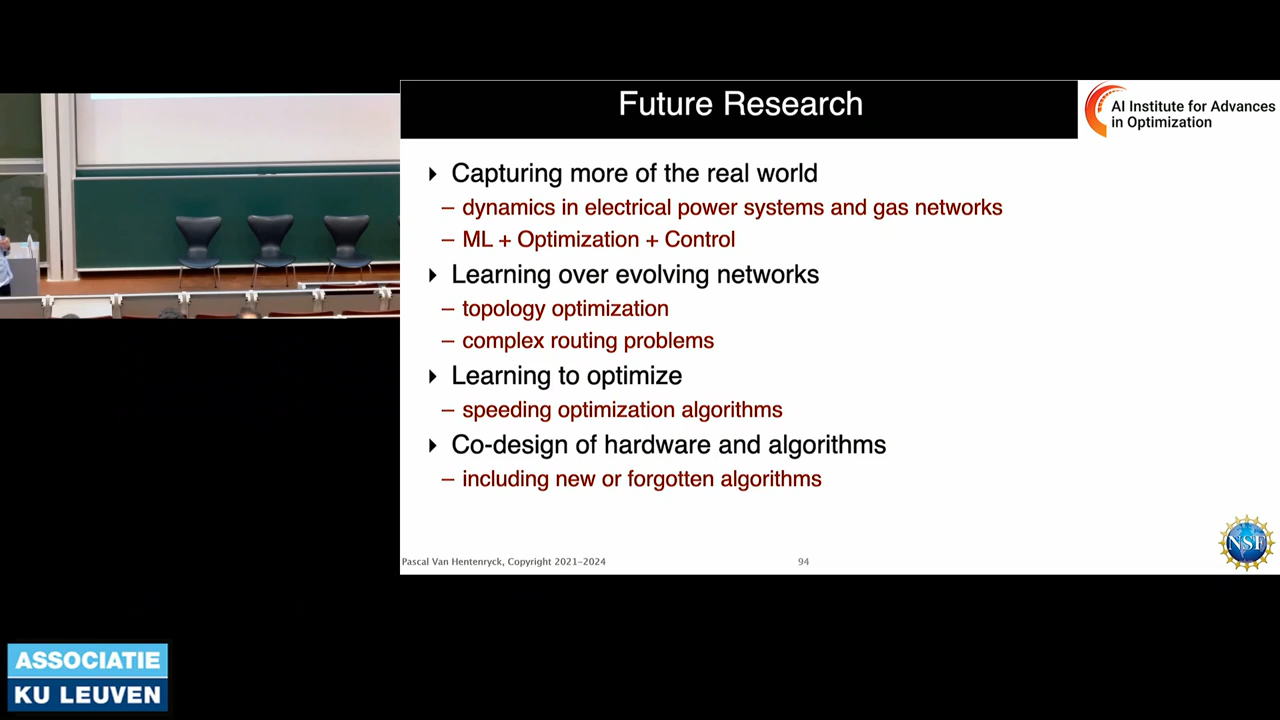 Future Research
AI Institute for Advances
in Optimization
Capturing more of the real world
– dynamics in electrical power systems and gas networks
– ML + Optimization + Control
Learning over evolving networks
– topology optimization
– complex routing problems
Learning to optimize
– speeding optimization algorithms
Co-design of hardware and algorithms
– including new or forgotten algorithms
NSF
Pascal Van Hentenryck, Copyright 2021–2024
94
ASSOCIATIE
KU LEUVEN